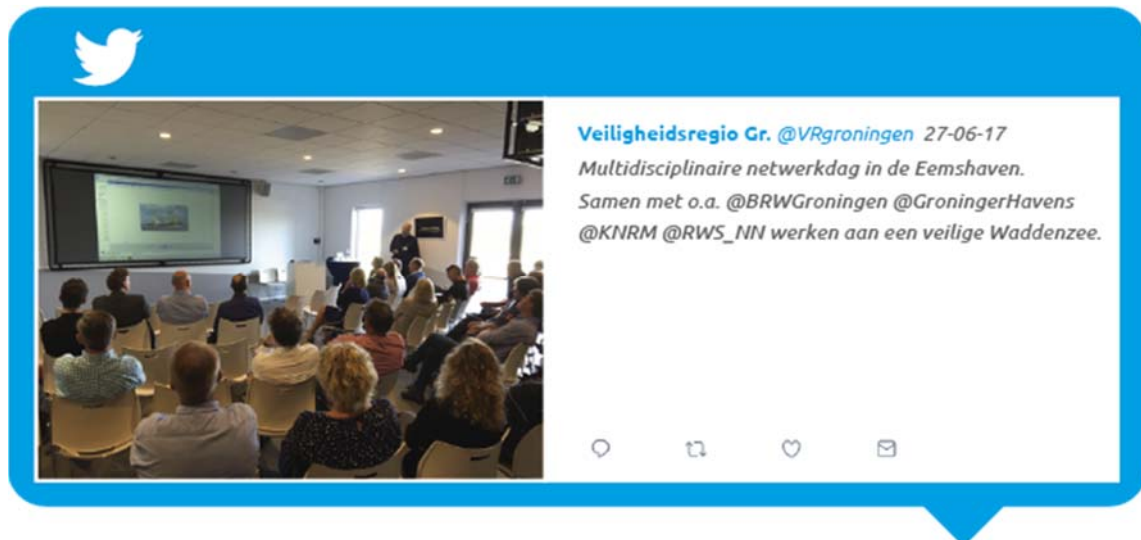 Veiligheidsregio Gr. @VRgroningen 27-06-17
Multidisciplinaire netwerkdag in de Eemshaven.
Samen met o.a. @BRWGroningen @GroningerHavens
@KNRM @RWS_NN werken aan een veilige Waddenzee.